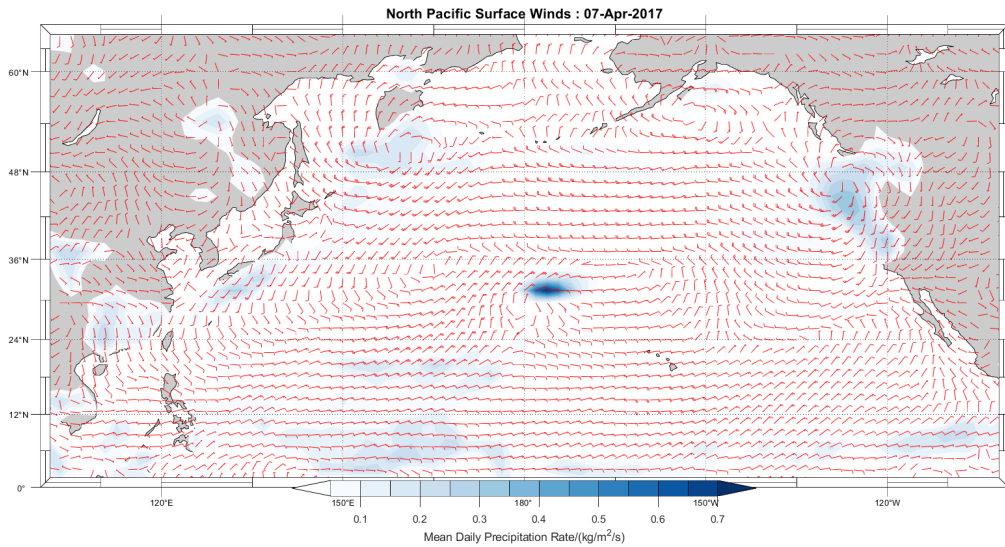 North Pacific Surface Winds : 07-Apr-2017
60°N
48°N
36°N
24°N
12°N
0°
120°E 150°E 180° 150°W 120°W
0.1 0.2 0.3 0.4 0.5 0.6 0.7
Mean Daily Precipitation Rate/(kg/m²/s)